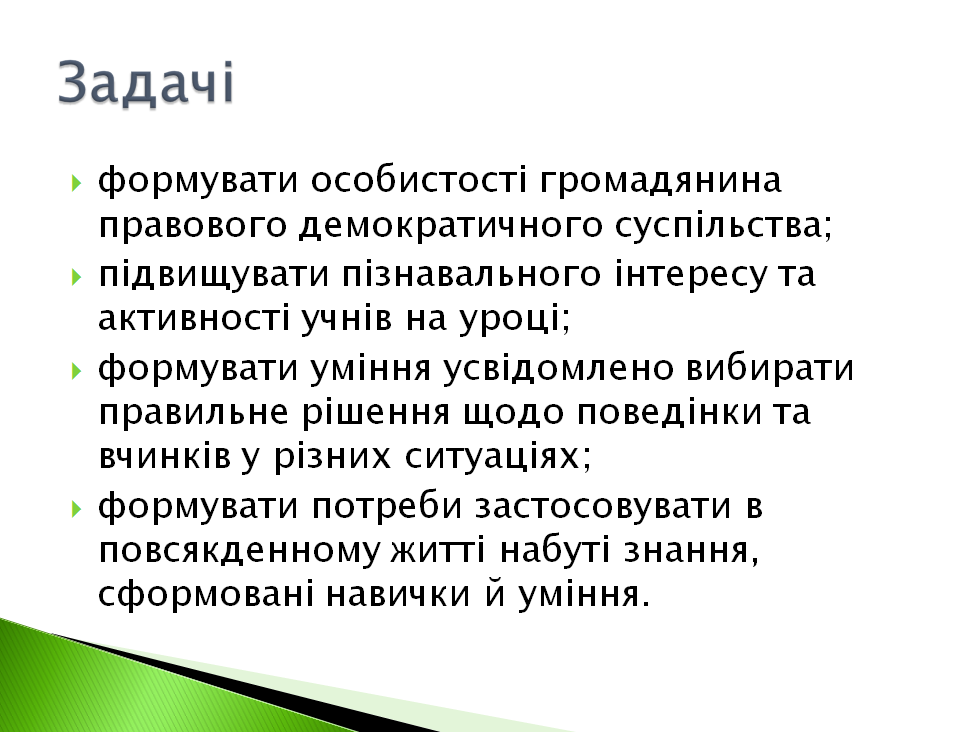 Задачі
формувати особистості громадянина
правового демократичного суспільства;
підвищувати пізнавального інтересу та
активності учнів на уроці;
формувати уміння усвідомлено вибирати
правильне рішення щодо поведінки та
вчинків у різних ситуаціях;
формувати потреби застосовувати в
повсякденному житті набуті знання,
сформовані навички й уміння.